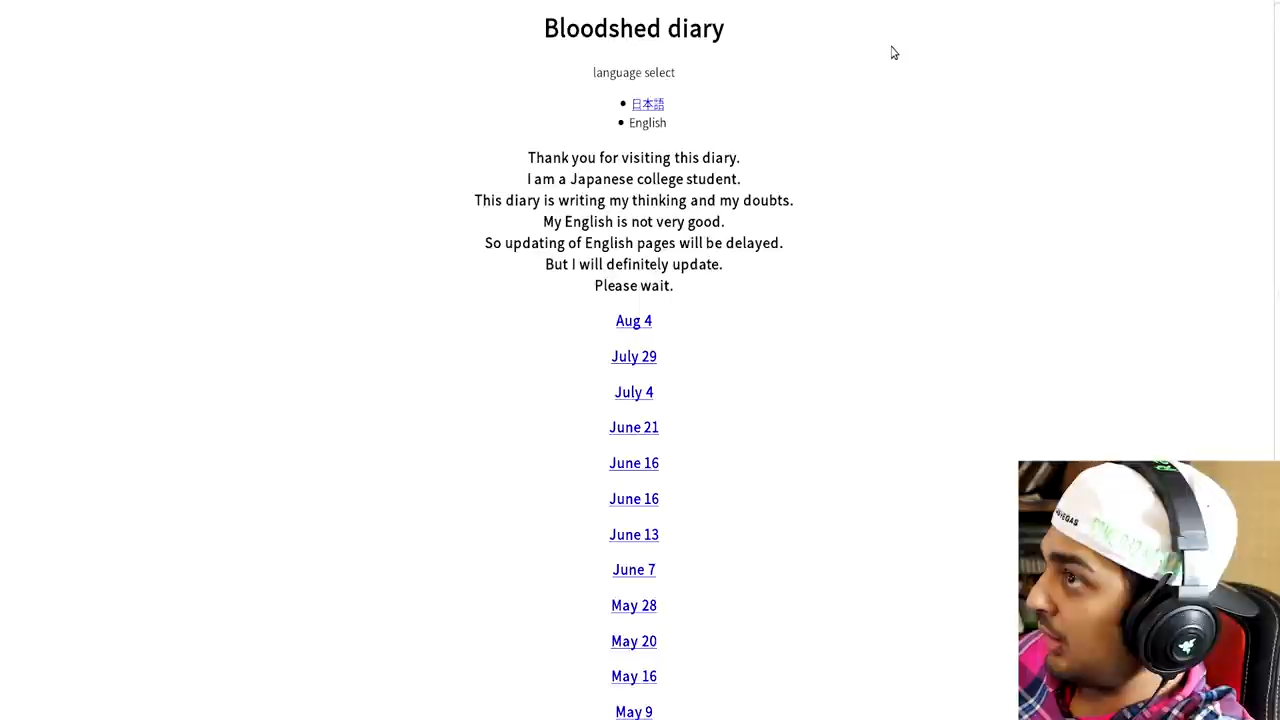 Bloodshed diary
language select
日本語
English
Thank you for visiting this diary.
I am a Japanese college student.
This diary is writing my thinking and my doubts.
My English is not very good.
So updating of English pages will be delayed.
But I will definitely update.
Please wait.
Aug 4
July 29
July 4
June 21
June 16
June 16
June 13
June 7
May 28
May 20
May 16
May 9